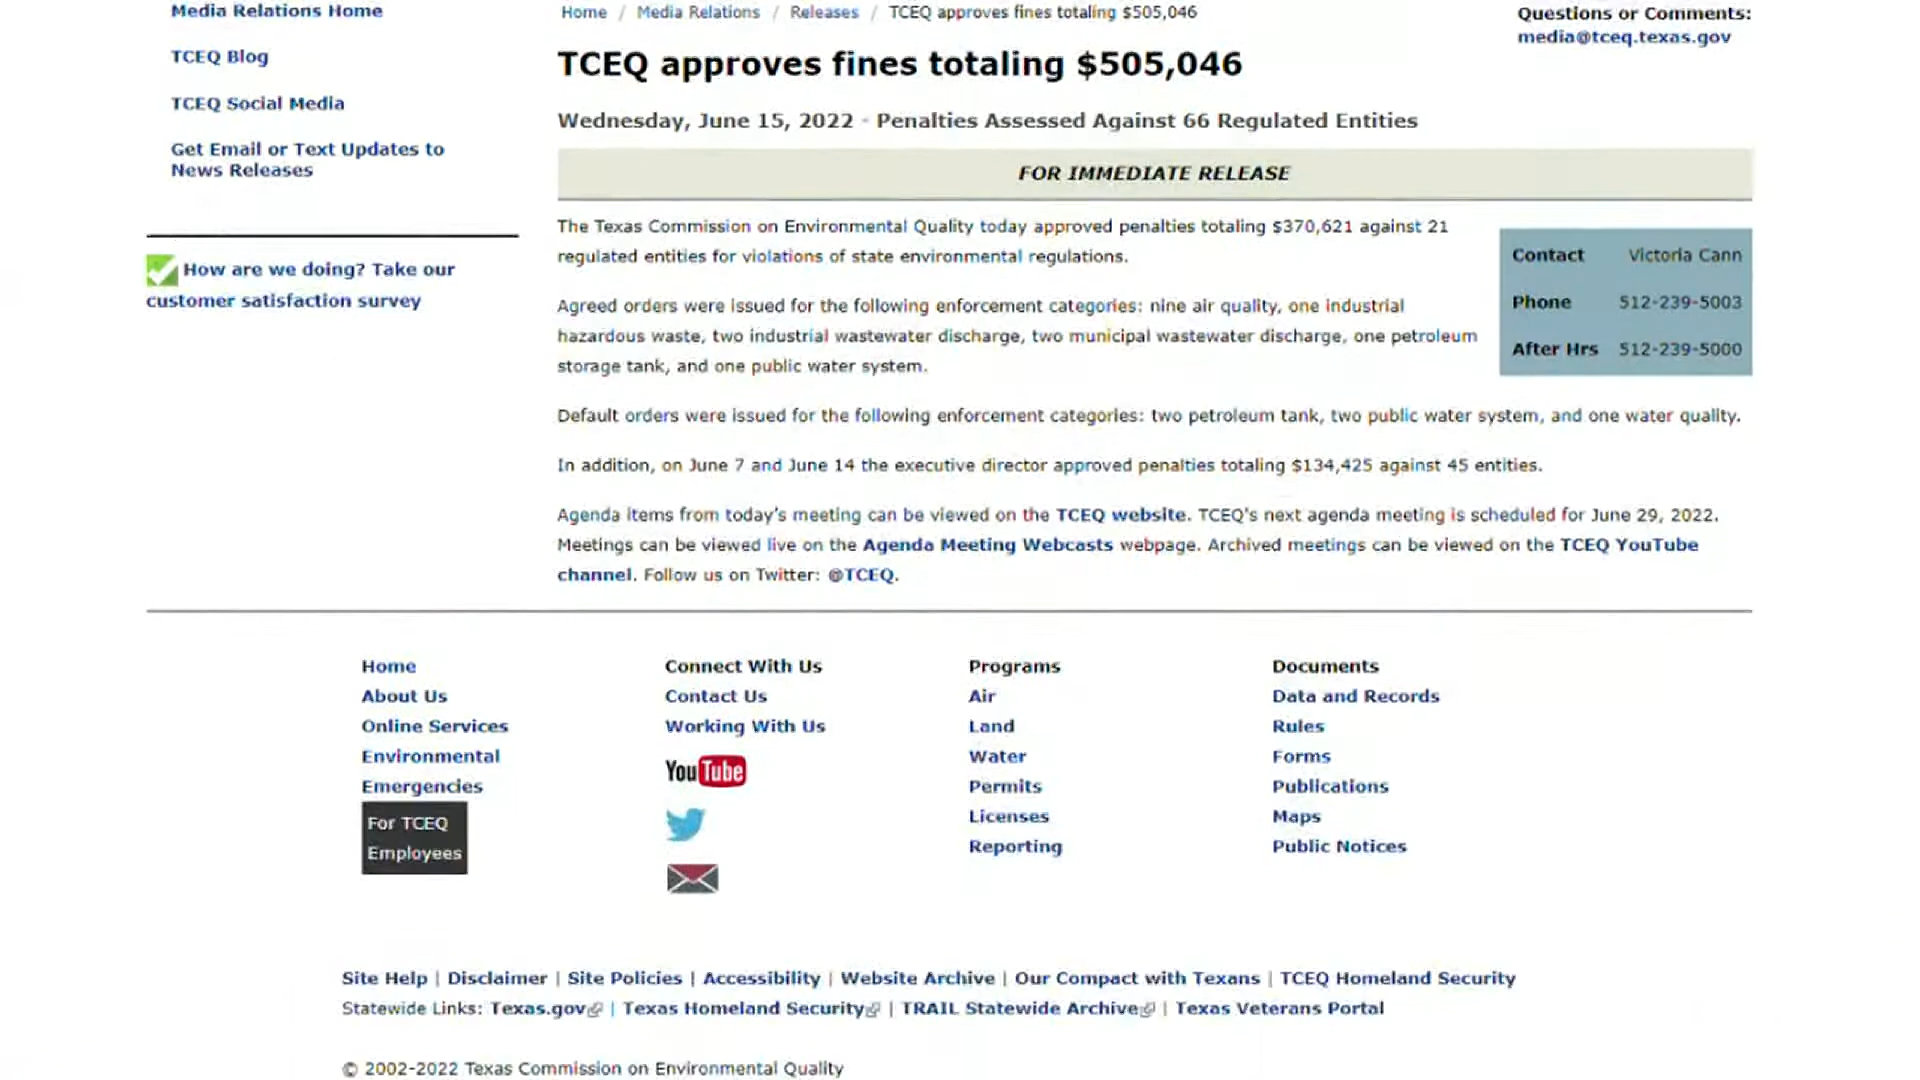 Media Relations Home
TCEQ Blog
TCEQ Social Media
Get Email or Text Updates to
News Releases
How are we doing? Take our
customer satisfaction survey
Home / Media Relations / Releases / TCEQ approves fines totaling $505,046
Questions or Comments:
media@tceq.texas.gov
TCEQ approves fines totaling $505,046
Wednesday, June 15, 2022 - Penalties Assessed Against 66 Regulated Entities
FOR IMMEDIATE RELEASE
The Texas Commission on Environmental Quality today approved penalties totaling $370,621 against 21
regulated entities for violations of state environmental regulations.
Contact Victoria Cann
Phone 512-239-5003
After Hrs 512-239-5000
Agreed orders were issued for the following enforcement categories: nine air quality, one industrial
hazardous waste, two industrial wastewater discharge, two municipal wastewater discharge, one petroleum
storage tank, and one public water system.
Default orders were issued for the following enforcement categories: two petroleum tank, two public water system, and one water quality.
In addition, on June 7 and June 14 the executive director approved penalties totaling $134,425 against 45 entities.
Agenda items from today's meeting can be viewed on the TCEQ website. TCEQ's next agenda meeting is scheduled for June 29, 2022.
Meetings can be viewed live on the Agenda Meeting Webcasts webpage. Archived meetings can be viewed on the TCEQ YouTube
channel. Follow us on Twitter: @TCEQ.
Home
About Us
Online Services
Environmental
Emergencies
For TCEQ
Employees
Connect With Us
Contact Us
Working With Us
YouTube
Programs
Air
Land
Water
Permits
Licenses
Reporting
Documents
Data and Records
Rules
Forms
Publications
Maps
Public Notices
Site Help | Disclaimer | Site Policies | Accessibility | Website Archive | Our Compact with Texans | TCEQ Homeland Security
Statewide Links: Texas.gov | Texas Homeland Security | TRAIL Statewide Archive | Texas Veterans Portal
© 2002-2022 Texas Commission on Environmental Quality